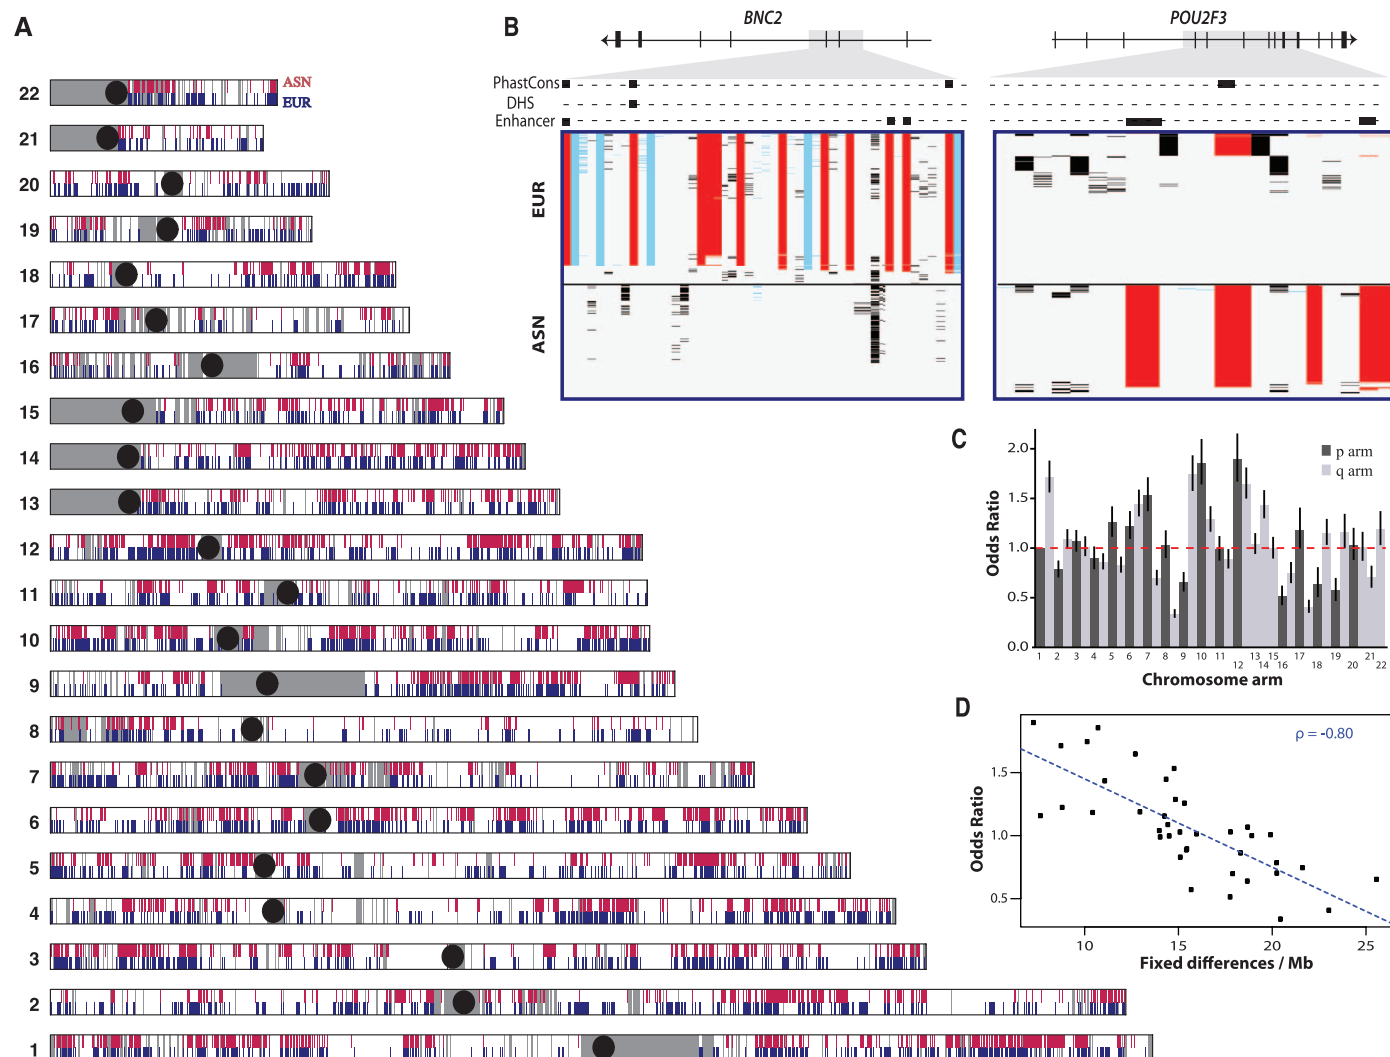 A
22
ASN
EUR
21
20
19
18
17
16
15
14
13
12
11
10
9
8
7
6
5
4
3
2
1
B
BNC2
POU2F3
PhastCons
DHS
Enhancer
EUR
ASN
C
2.0
1.5
1.0
0.5
0.0
Odds Ratio
p arm
q arm
1 2 3 4 5 6 7 8 9 10 11 12 13 14 15 16 17 18 19 20 21 22
Chromosome arm
D
ρ = -0.80
1.5
1.0
0.5
Odds Ratio
10 15 20 25
Fixed differences / Mb